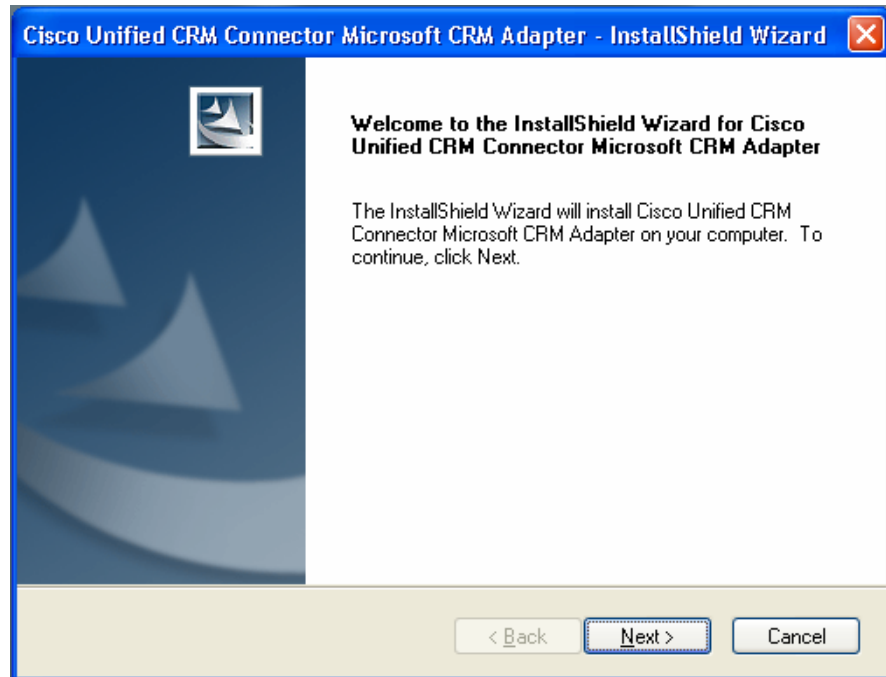 Cisco Unified CRM Connector Microsoft CRM Adapter - InstallShield Wizard
Welcome to the InstallShield Wizard for Cisco
Unified CRM Connector Microsoft CRM Adapter
The InstallShield Wizard will install Cisco Unified CRM
Connector Microsoft CRM Adapter on your computer. To
continue, click Next.
< Back Next > Cancel